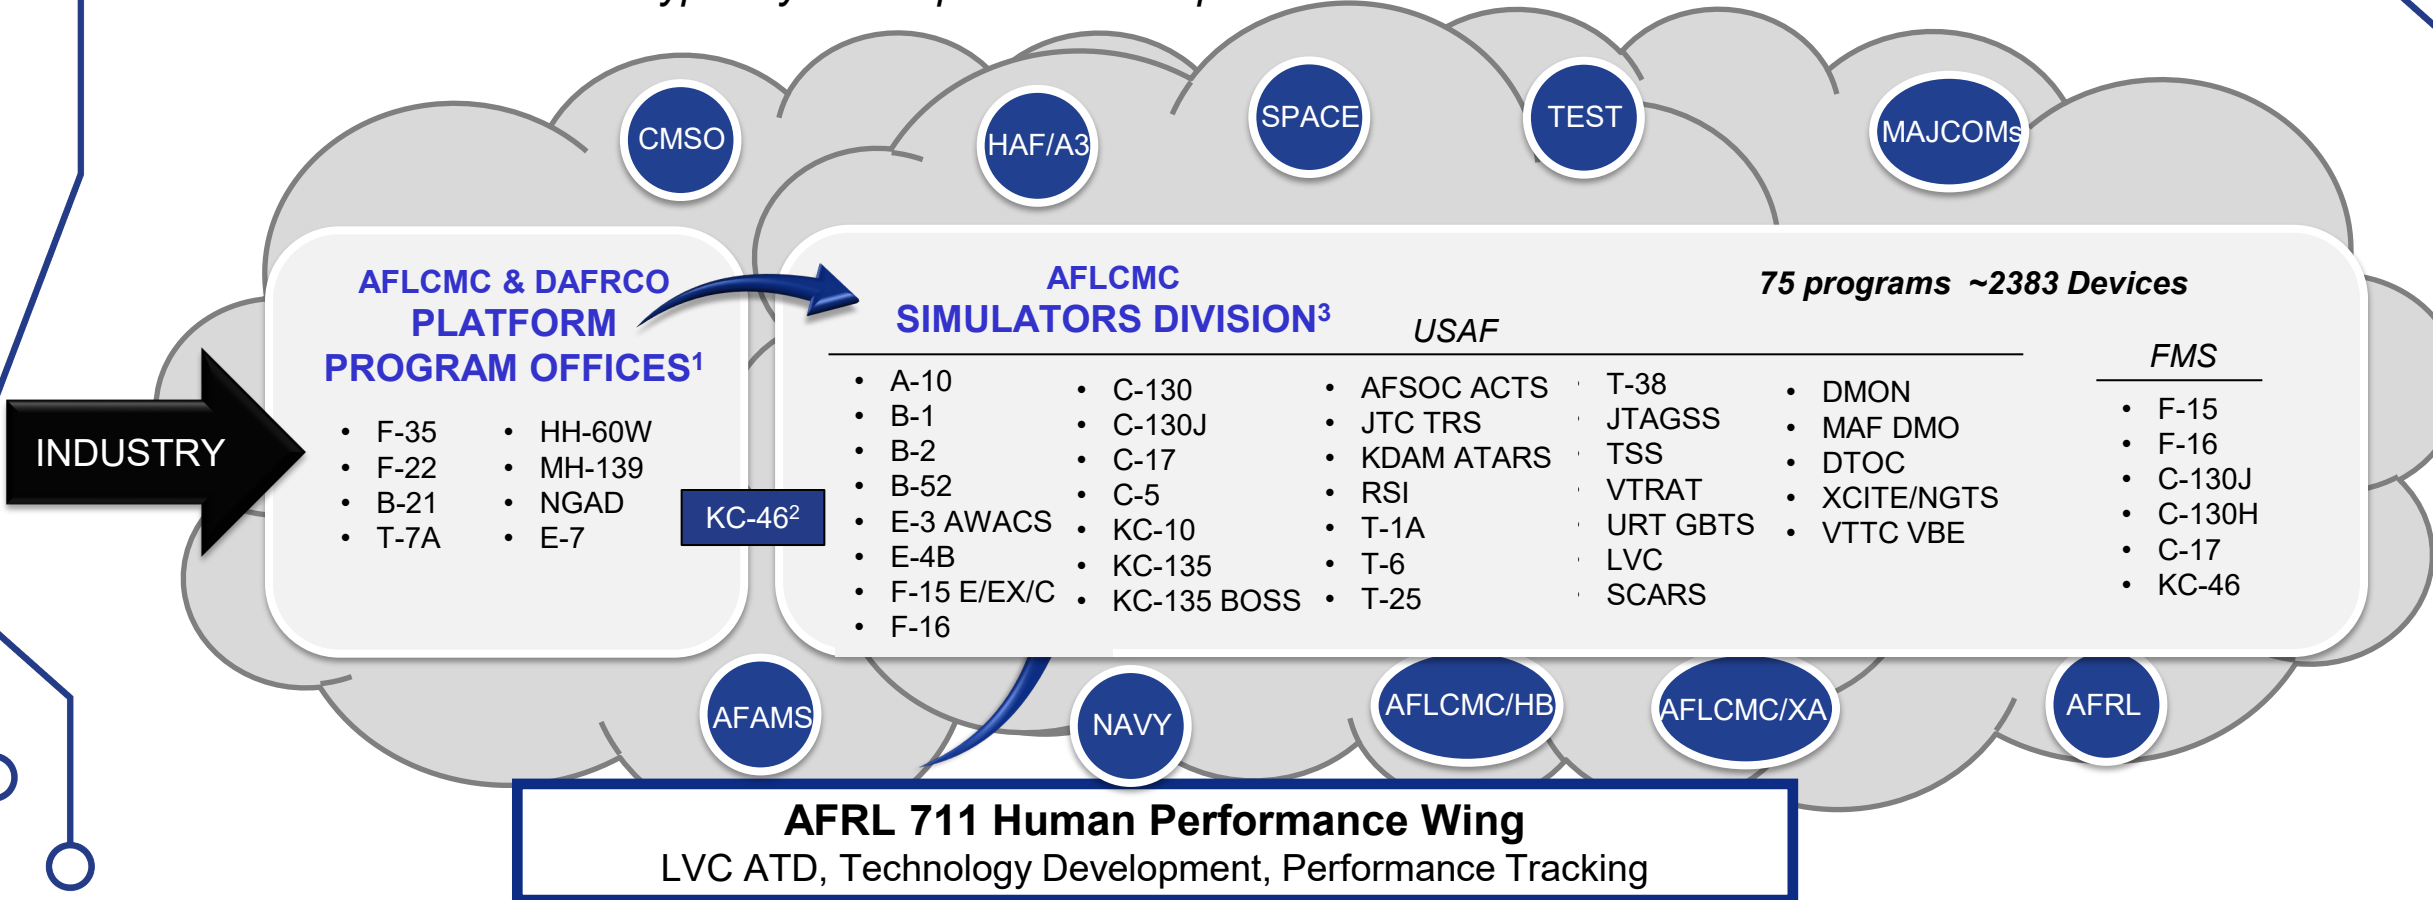 CMSO
HAF/A3
SPACE
TEST
MAJCOMs
INDUSTRY
AFLCMC & DAFRCO
PLATFORM
PROGRAM OFFICES1
• F-35
• F-22
• B-21
• T-7A
• HH-60W
• MH-139
• NGAD
• E-7
KC-462
AFLCMC
SIMULATORS DIVISION3
75 programs ~2383 Devices
USAF
• A-10
• B-1
• B-2
• B-52
• E-3 AWACS
• E-4B
• F-15 E/EX/C
• F-16
• C-130
• C-130J
• C-17
• C-5
• KC-10
• KC-135
• KC-135 BOSS
• AFSOC ACTS
• JTC TRS
• KDAM ATARS
• RSI
• T-1A
• T-6
• T-25
• T-38
• JTAGSS
• TSS
• VTRAT
• URT GBTS
• LVC
• SCARS
• DMON
• MAF DMO
• DTOC
• XCITE/NGTS
• VTTC VBE
FMS
• F-15
• F-16
• C-130J
• C-130H
• C-17
• KC-46
AFAMS
NAVY
AFLCMC/HB
AFLCMC/XA
AFRL
AFRL 711 Human Performance Wing
LVC ATD, Technology Development, Performance Tracking